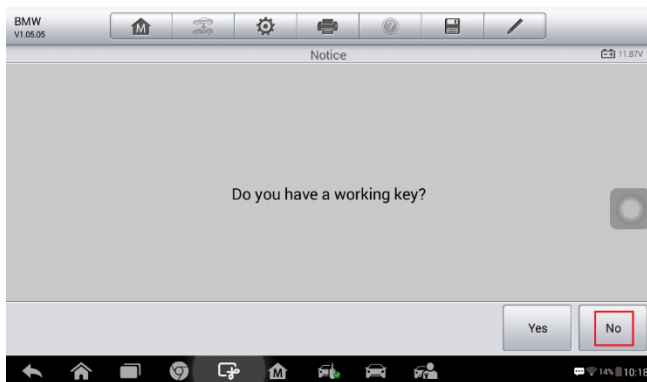 BMW
V1.05.05
Notice
11.87V
Do you have a working key?
Yes
No
14% 10:18